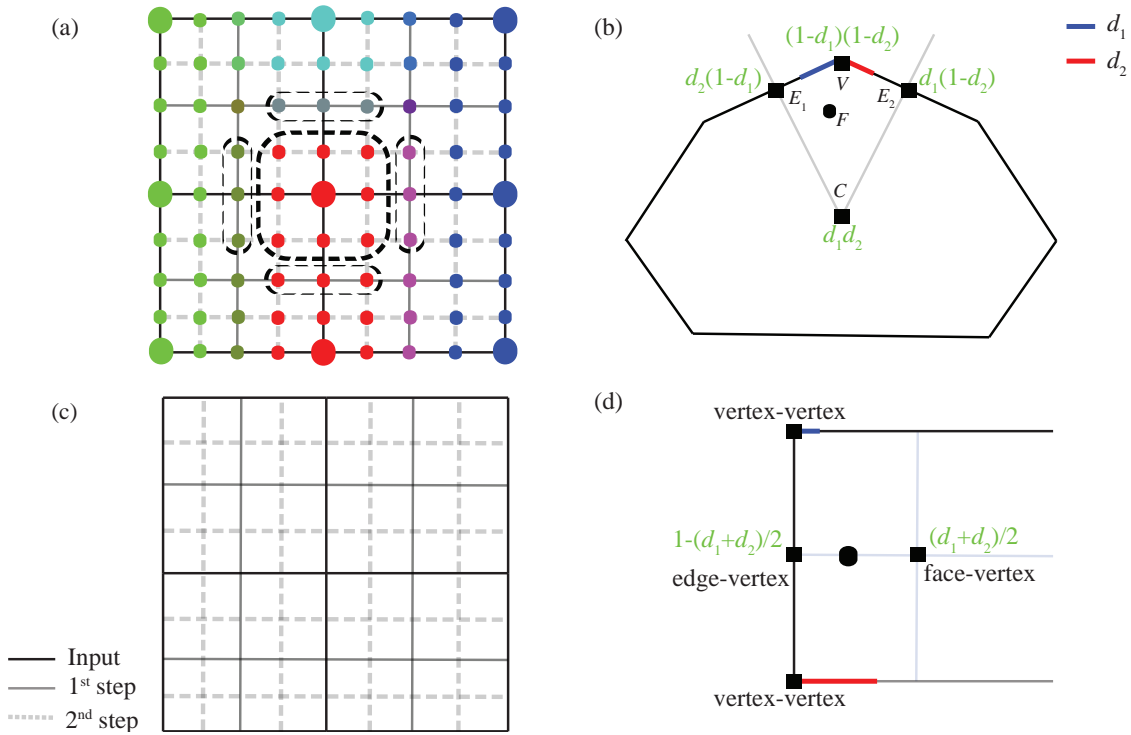 (a)
(b)
d₁
d₂
(1-d₁)(1-d₂)
d₂(1-d₁)
d₁(1-d₂)
V
E₁
E₂
F
C
d₁d₂
(c)
(d)
vertex-vertex
1-(d₁+d₂)/2
(d₁+d₂)/2
edge-vertex
face-vertex
vertex-vertex
Input
1ˢᵗ step
2ⁿᵈ step